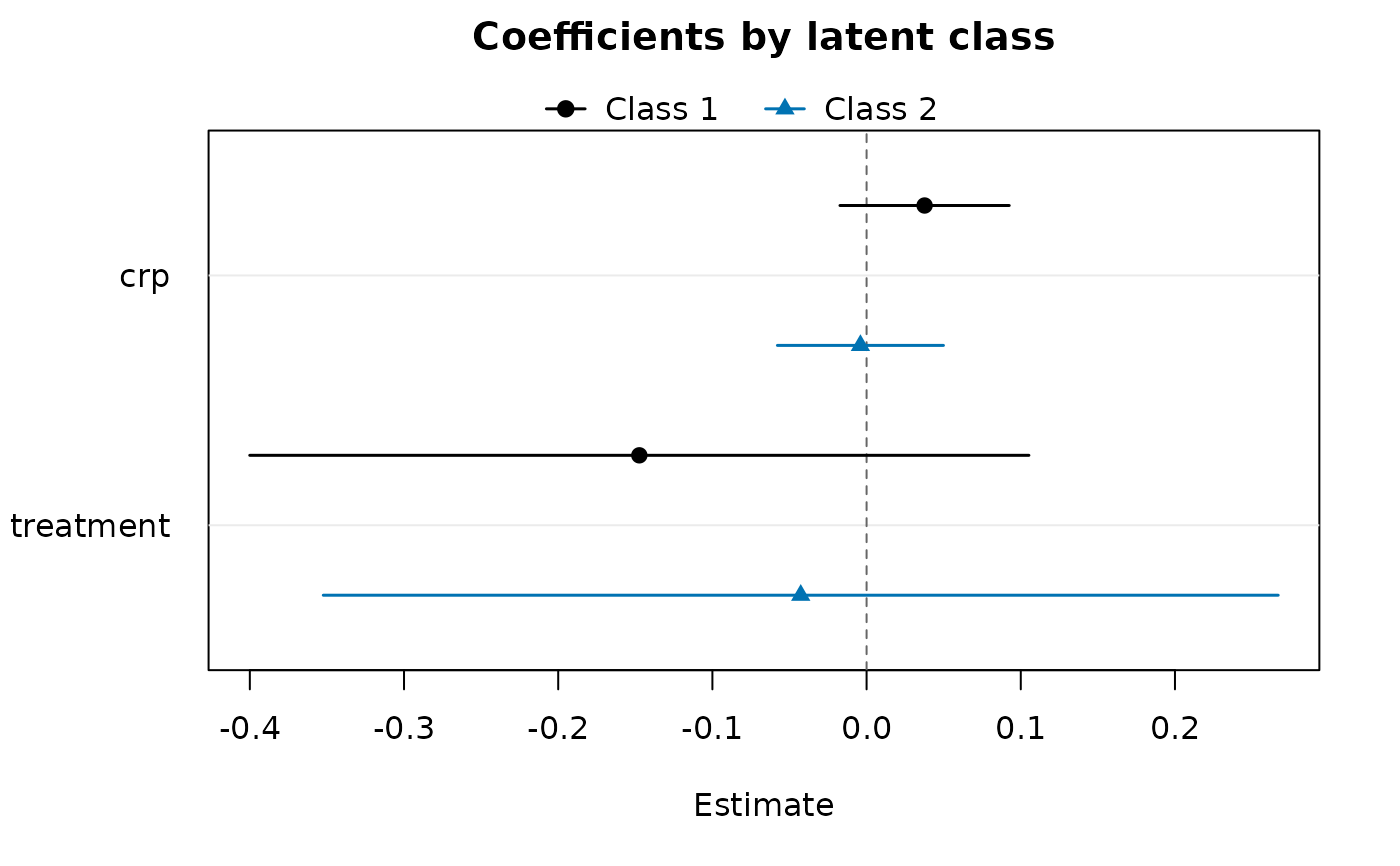 Coefficients by latent class
Class 1 Class 2
crp
treatment
-0.4 -0.3 -0.2 -0.1 0.0 0.1 0.2
Estimate